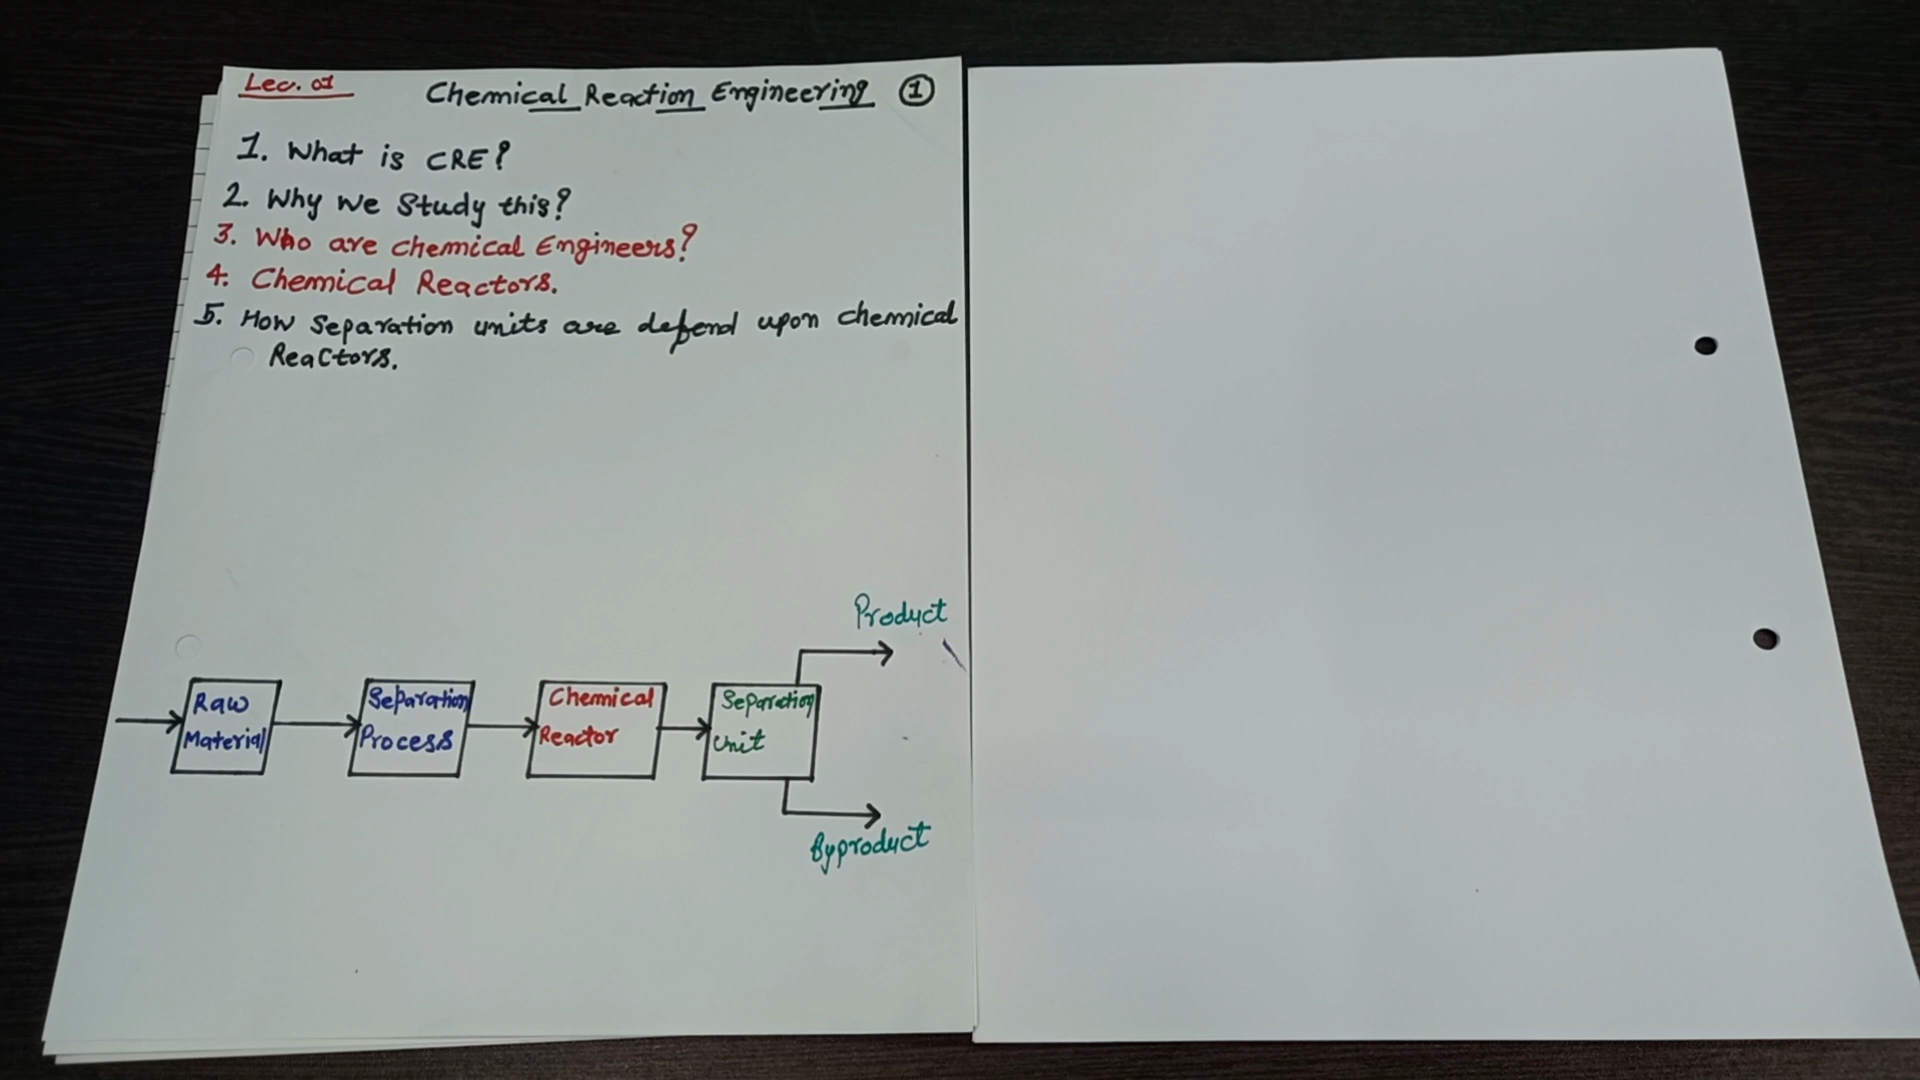 Lec. 01
Chemical Reaction Engineering ①
1. What is CRE?
2. Why We Study this?
3. Who are chemical Engineers?
4. Chemical Reactors.
5. How Separation units are depend upon chemical
Reactors.
Product
Raw
Material
Separation
Process
Chemical
Reactor
Separation
Unit
Byproduct